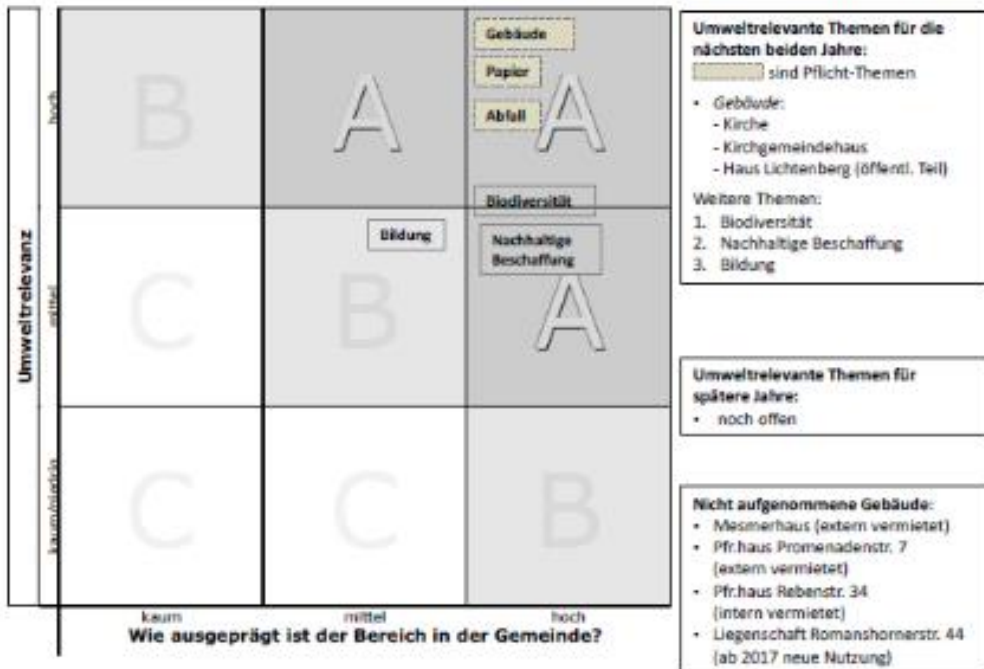 Umweltrelevanz
hoch
mittel
kaum/niedrig
B
A
A
Gebäude
Papier
Abfall
Biodiversität
C
B
A
Bildung
Nachhaltige
Beschaffung
C
C
B
kaum
mittel
hoch
Wie ausgeprägt ist der Bereich in der Gemeinde?
Umweltrelevante Themen für die
nächsten beiden Jahre:
sind Pflicht-Themen
• Gebäude:
- Kirche
- Kirchgemeindehaus
- Haus Lichtenberg (öffentl. Teil)
Weitere Themen:
1. Biodiversität
2. Nachhaltige Beschaffung
3. Bildung
Umweltrelevante Themen für
spätere Jahre:
• noch offen
Nicht aufgenommene Gebäude:
• Mesmerhaus (extern vermietet)
• Pfr.haus Promenadenstr. 7
(extern vermietet)
• Pfr.haus Rebenstr. 34
(intern vermietet)
• Liegenschaft Romanshornerstr. 44
(ab 2017 neue Nutzung)